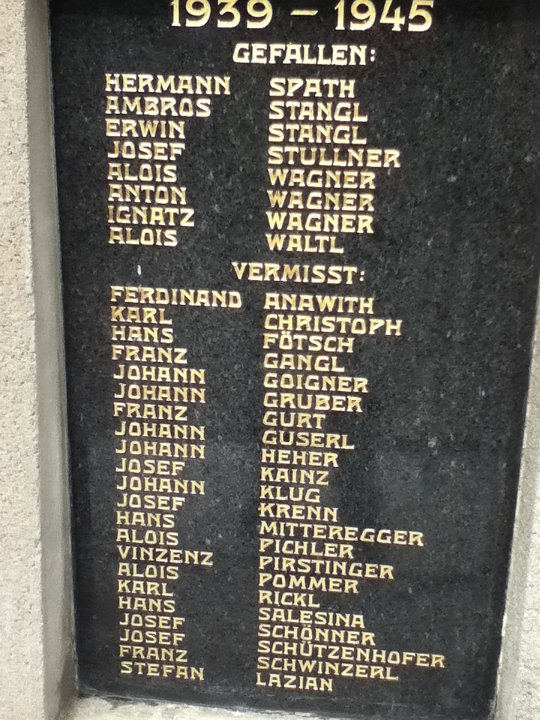 1939 – 1945
GEFALLEN:
HERMANN SPATH
AMBROS STANGL
ERWIN STANGL
JOSEF STULLNER
ALOIS WAGNER
ANTON WAGNER
IGNATZ WAGNER
ALOIS WALTL
VERMISST:
FERDINAND ANAWITH
KARL CHRISTOPH
HANS FÖTSCH
FRANZ GANGL
JOHANN GOIGNER
JOHANN GRUBER
FRANZ GURT
JOHANN GUSERL
JOHANN HEHER
JOSEF KAINZ
JOHANN KLUG
JOSEF KRENN
HANS MITTEREGGER
ALOIS PICHLER
VINZENZ PIRSTINGER
ALOIS POMMER
KARL RICKL
HANS SALESINA
JOSEF SCHÖNNER
JOSEF SCHÜTZENHOFER
FRANZ SCHWINZERL
STEFAN LAZIAN